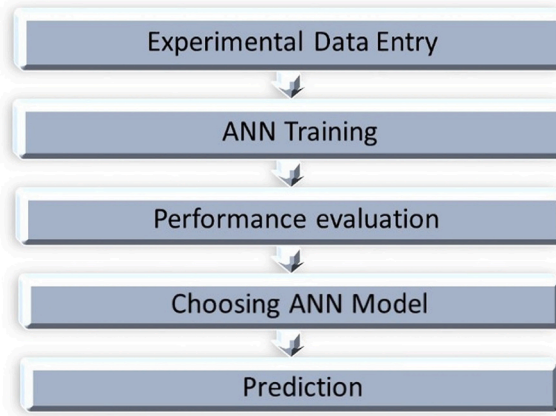 Experimental Data Entry
ANN Training
Performance evaluation
Choosing ANN Model
Prediction